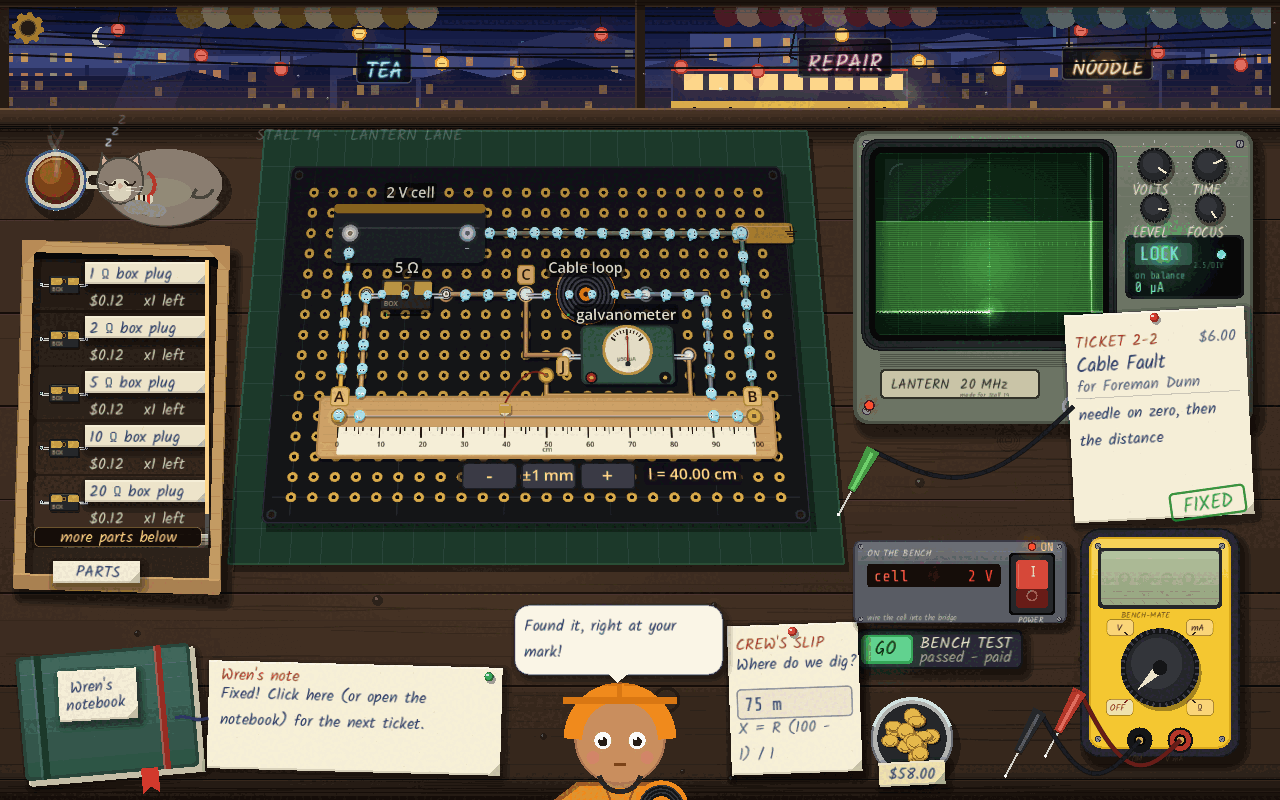 TEA
REPAIR
NOODLE
STALL 19 · LANTERN LANE
z
z
z
2 V cell
5 Ω
BOX
C
Cable loop
galvanometer
J
A
B
0 10 20 30 40 50 60 70 80 90 100
cm
-
±1 mm
+
l = 40.00 cm
1 Ω box plug
$0.12 x1 left
2 Ω box plug
$0.12 x1 left
5 Ω box plug
$0.12 x1 left
10 Ω box plug
$0.12 x1 left
20 Ω box plug
$0.12 x1 left
more parts below
PARTS
VOLTS
TIME
LEVEL
FOCUS
LOCK
2.5/DIV
on balance
0 µA
LANTERN 20 MHz
made for Stall 19
TICKET 2-2
$6.00
Cable Fault
for Foreman Dunn
needle on zero, then
the distance
FIXED
ON THE BENCH
ON
cell 2 V
I
wire the cell into the bridge
POWER
GO
BENCH TEST
passed - paid
BENCH-MATE
V
mA
OFF
Ω
Wren's
notebook
Wren's note
Fixed! Click here (or open the
notebook) for the next ticket.
Found it, right at your
mark!
CREW'S SLIP
Where do we dig?
75 m
X = R (100 -
l) / l
$58.00